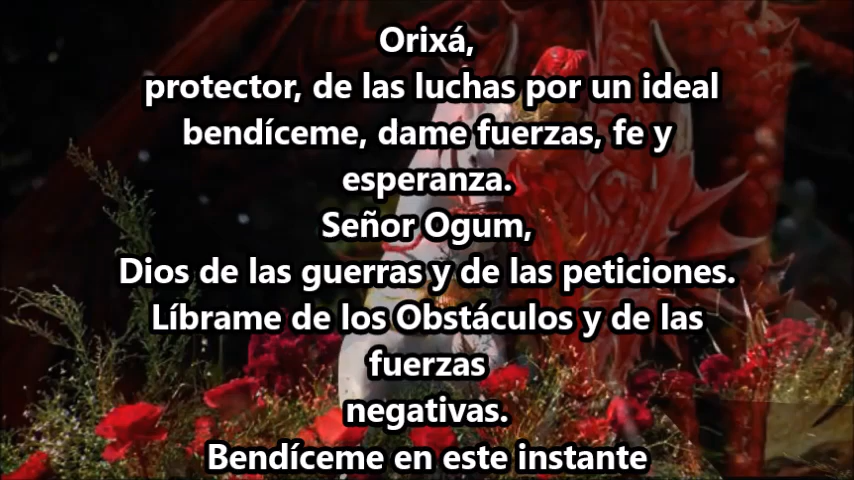 Orixá,
protector, de las luchas por un ideal
bendíceme, dame fuerzas, fe y
esperanza.
Señor Ogum,
Dios de las guerras y de las peticiones.
Líbrame de los Obstáculos y de las
fuerzas
negativas.
Bendíceme en este instante